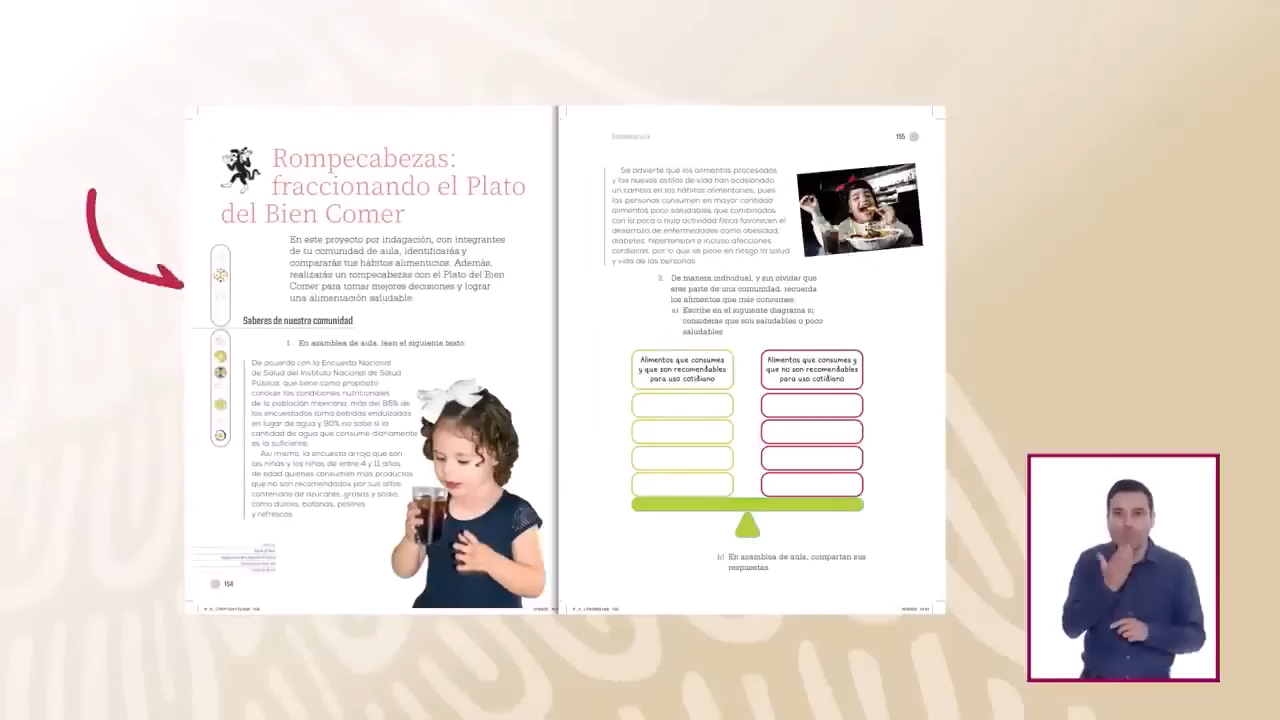 Rompecabezas:
fraccionando el Plato
del Bien Comer
En este proyecto por indagación, con integrantes
de tu comunidad de aula, identificarás y
compararás tus hábitos alimenticios. Además,
realizarás un rompecabezas con el Plato del Bien
Comer para tomar mejores decisiones y lograr
una alimentación saludable.
Saberes de nuestra comunidad
1. En asamblea de aula, lean el siguiente texto:
De acuerdo con la Encuesta Nacional
de Salud del Instituto Nacional de Salud
Pública, que tiene como propósito
conocer las condiciones nutricionales
de la población mexicana; más del 85% de
los encuestados toma bebidas endulzadas
en lugar de agua y 90% no sabe si la
cantidad de agua que consume diariamente
es la suficiente.
Así mismo, la encuesta arrojó que son
las niñas y los niños de entre 4 y 11 años
de edad quienes consumen más productos
que no son recomendados por sus altos
contenidos de azúcares, grasas y sodio,
como dulces, botanas, postres
y refrescos.
154
155
Se advierte que los alimentos procesados
y los nuevos estilos de vida han ocasionado
un cambio en los hábitos alimentarios, pues
las personas consumen en mayor cantidad
alimentos poco saludables que combinados
con la poca o nula actividad física favorecen el
desarrollo de enfermedades como obesidad,
diabetes, hipertensión e incluso afecciones
cardiacas, por lo que se pone en riesgo la salud
y vida de las personas.
2. De manera individual, y sin olvidar que
eres parte de una comunidad, recuerda
los alimentos que más consumes.
a) Escribe en el siguiente diagrama si
consideras que son saludables o poco
saludables.
Alimentos que consumes
y que son recomendables
para uso cotidiano
Alimentos que consumes y
que no son recomendables
para uso cotidiano
b) En asamblea de aula, compartan sus
respuestas.